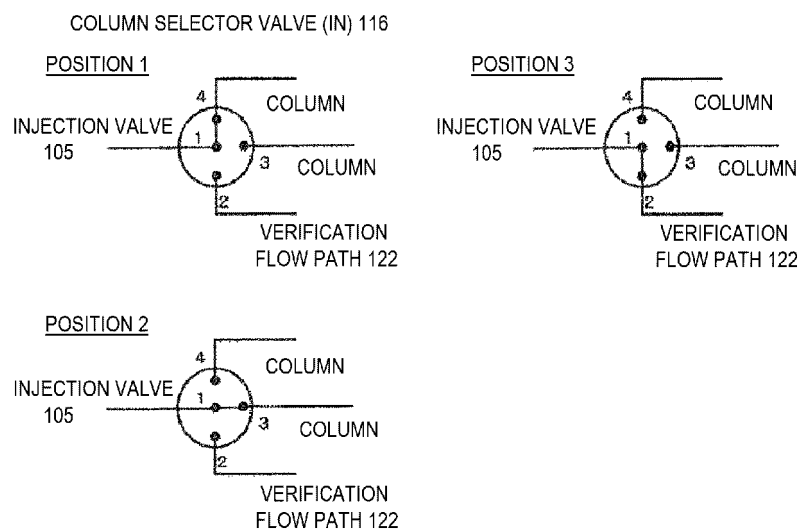 COLUMN SELECTOR VALVE (IN) 116
POSITION 1
4
COLUMN
INJECTION VALVE
105
1
3
COLUMN
2
VERIFICATION
FLOW PATH 122
POSITION 3
4
COLUMN
INJECTION VALVE
105
1
3
COLUMN
2
VERIFICATION
FLOW PATH 122
POSITION 2
4
COLUMN
INJECTION VALVE
105
1
3
COLUMN
2
VERIFICATION
FLOW PATH 122